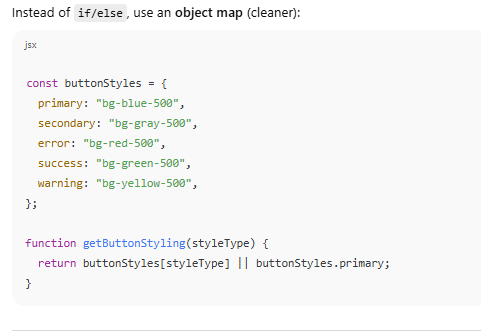 Instead of if/else, use an object map (cleaner):
jsx
const buttonStyles = {
  primary: "bg-blue-500",
  secondary: "bg-gray-500",
  error: "bg-red-500",
  success: "bg-green-500",
  warning: "bg-yellow-500",
};
function getButtonStyling(styleType) {
  return buttonStyles[styleType] || buttonStyles.primary;
}